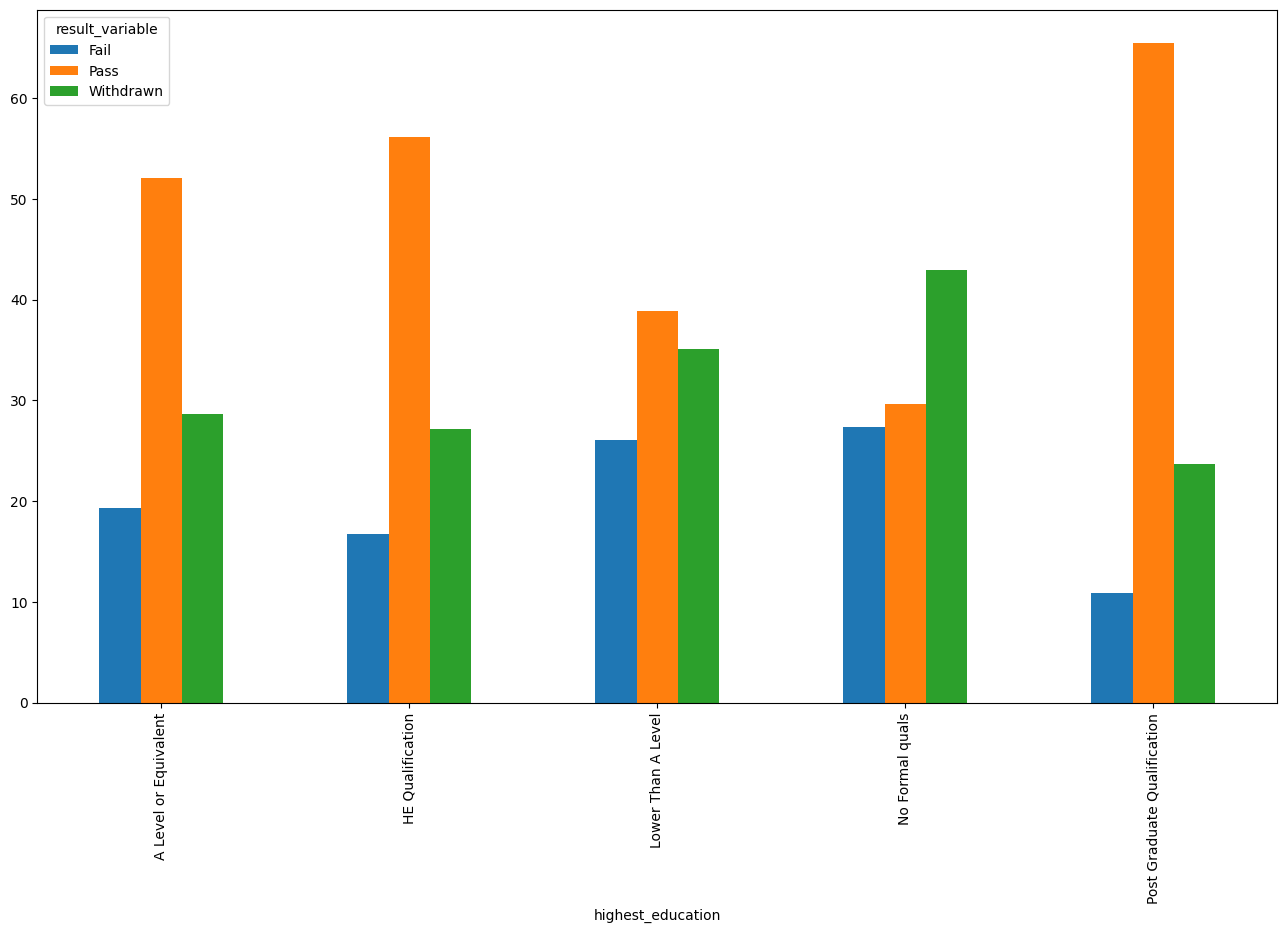 result_variable
Fail
Pass
Withdrawn
60
50
40
30
20
10
0
A Level or Equivalent
HE Qualification
Lower Than A Level
No Formal quals
Post Graduate Qualification
highest_education